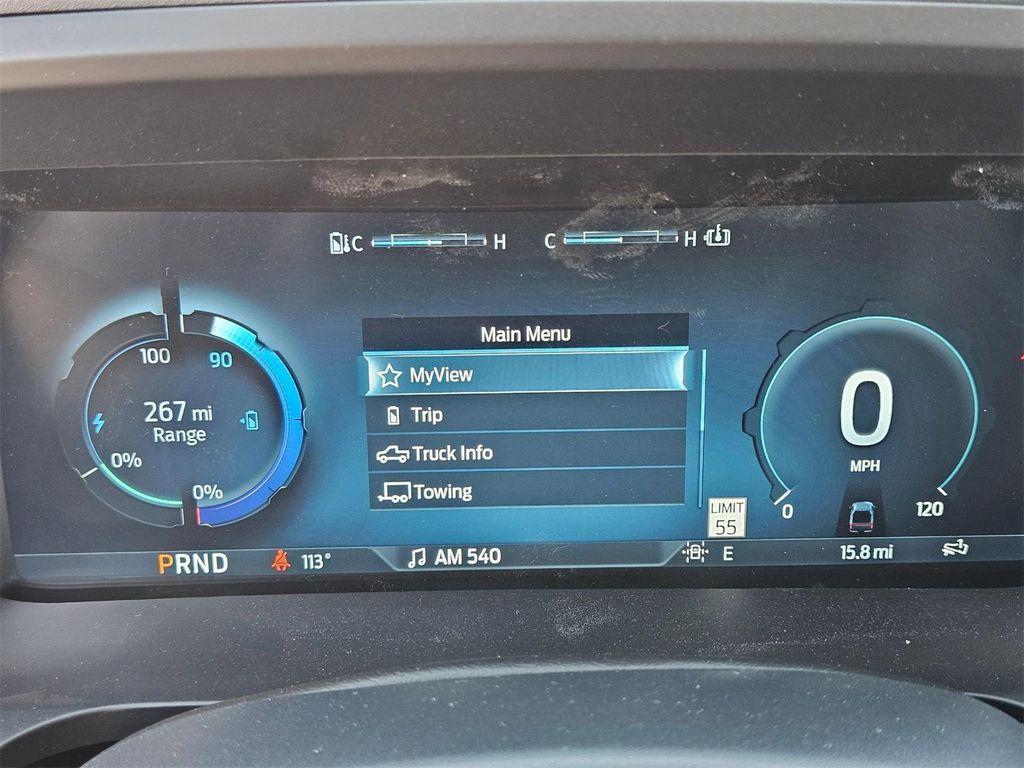 C H C H
Main Menu
MyView
Trip
Truck Info
Towing
100 90
267 mi
Range
0%
0%
0
MPH
0 120
LIMIT
55
PRND 113° AM 540 E 15.8 mi